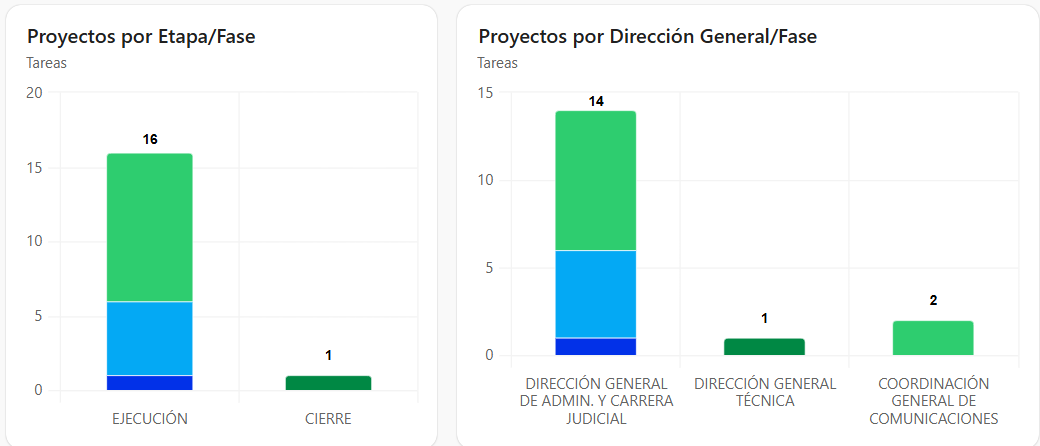 Proyectos por Etapa/Fase
Tareas
20
15
10
5
0
16
1
EJECUCIÓN
CIERRE
Proyectos por Dirección General/Fase
Tareas
15
10
5
0
14
1
2
DIRECCIÓN GENERAL
DE ADMIN. Y CARRERA
JUDICIAL
DIRECCIÓN GENERAL
TÉCNICA
COORDINACIÓN
GENERAL DE
COMUNICACIONES